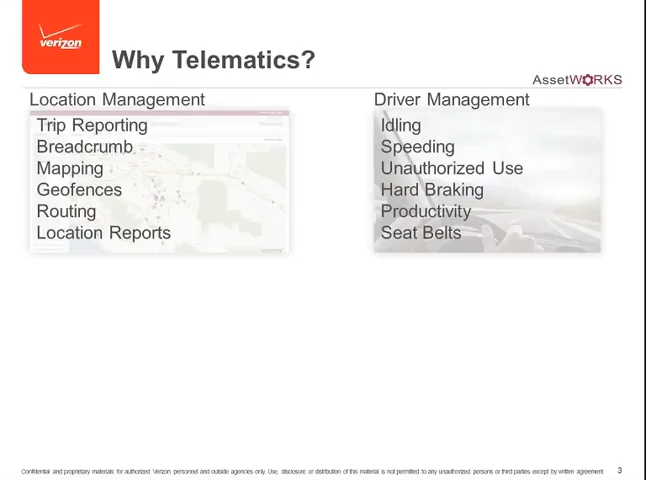 verizon
Why Telematics?
AssetWORKS
Location Management
Trip Reporting
Breadcrumb
Mapping
Geofences
Routing
Location Reports
Driver Management
Idling
Speeding
Unauthorized Use
Hard Braking
Productivity
Seat Belts
Confidential and proprietary materials for authorized Verizon personnel and outside agencies only. Use, disclosure or distribution of this material is not permitted to any unauthorized persons or third parties except by written agreement.
3